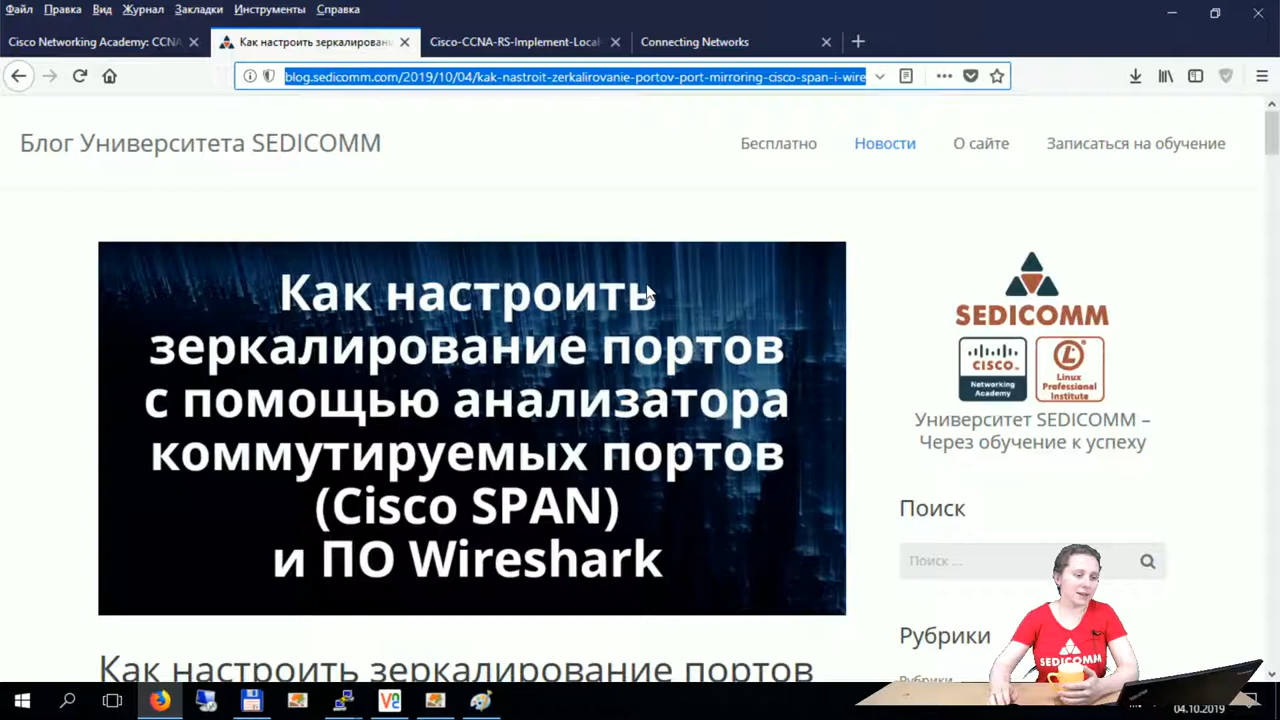 Файл Правка Вид Журнал Закладки Инструменты Справка
Cisco Networking Academy: CCNA
Как настроить зеркалирован
Cisco-CCNA-RS-Implement-Local-
Connecting Networks
blog.sedicomm.com/2019/10/04/kak-nastroit-zerkalirovanie-portov-port-mirroring-cisco-span-i-wire
Блог Университета SEDICOMM
Бесплатно Новости О сайте Записаться на обучение
Как настроить
зеркалирование портов
с помощью анализатора
коммутируемых портов
(Cisco SPAN)
и ПО Wireshark
SEDICOMM
CISCO
Networking
Academy
Linux
Professional
Institute
Университет SEDICOMM –
Через обучение к успеху
Поиск
Поиск ...
Рубрики
Рубрики
Как настроить зеркалирование портов
SEDICOMM
04.10.2019